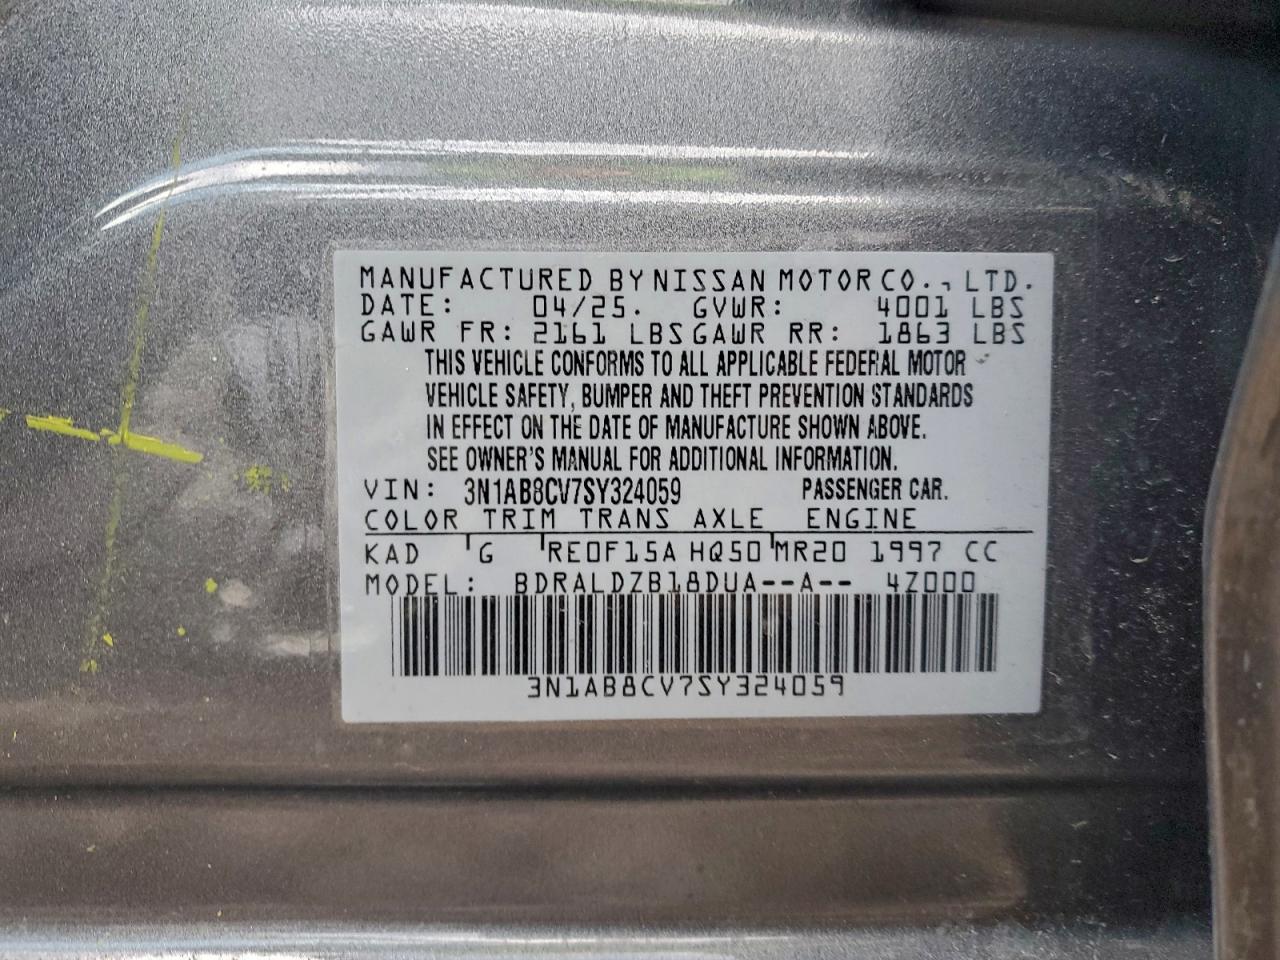 MANUFACTURED BY NISSAN MOTOR CO., LTD.
DATE: 04/25. GVWR: 4001 LBS
GAWR FR: 2161 LBS GAWR RR: 1863 LBS
THIS VEHICLE CONFORMS TO ALL APPLICABLE FEDERAL MOTOR
VEHICLE SAFETY, BUMPER AND THEFT PREVENTION STANDARDS
IN EFFECT ON THE DATE OF MANUFACTURE SHOWN ABOVE.
SEE OWNER'S MANUAL FOR ADDITIONAL INFORMATION.
VIN: 3N1AB8CV7SY324059 PASSENGER CAR.
COLOR TRIM TRANS AXLE ENGINE
KAD G RE0F15A HQ50 MR20 1997 CC
MODEL: BDRALDZB18DUA--A-- 4Z000
3N1AB8CV7SY324059